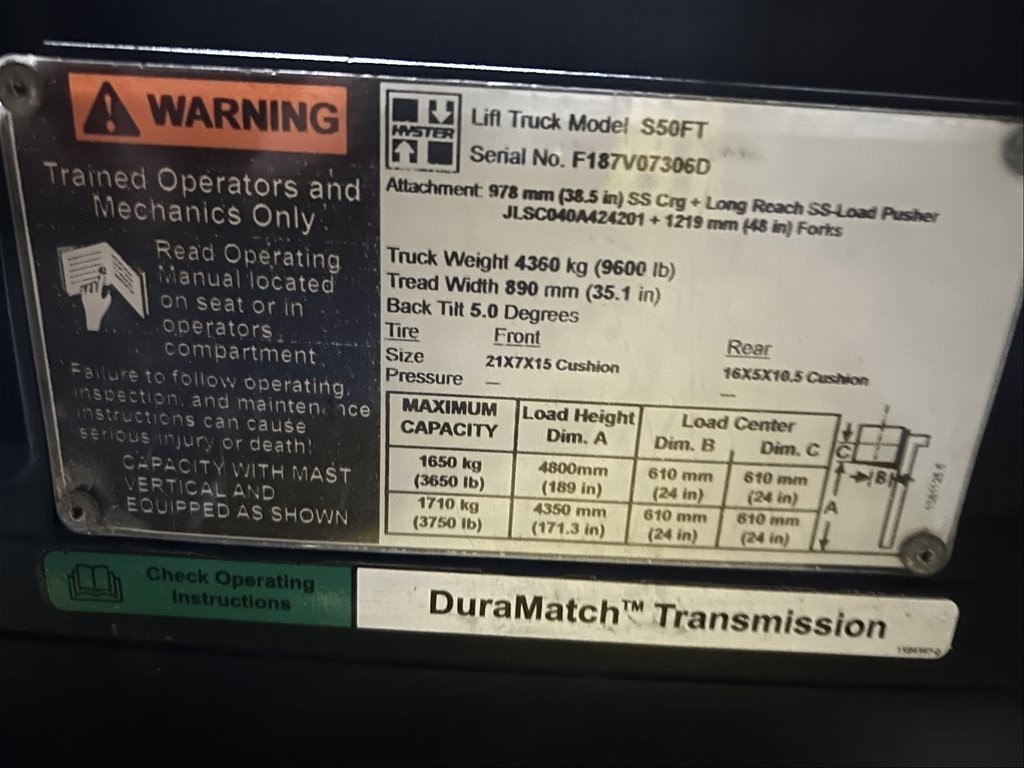 WARNING
Trained Operators and
Mechanics Only.
Read Operating
Manual located
on seat or in
operators
compartment
Failure to follow operating,
inspection, and maintenance
instructions can cause
serious injury or death!
CAPACITY WITH MAST
VERTICAL AND
EQUIPPED AS SHOWN
HYSTER
Lift Truck Model S50FT
Serial No. F187V07306D
Attachment: 978 mm (38.5 in) SS Crg + Long Reach SS-Load Pusher
JLSC040A424201 + 1219 mm (48 in) Forks
Truck Weight 4360 kg (9600 lb)
Tread Width 890 mm (35.1 in)
Back Tilt 5.0 Degrees
Tire Front Rear
Size 21X7X15 Cushion 16X5X10.5 Cushion
Pressure — —
MAXIMUM CAPACITY Load Height Dim. A Load Center Dim. B Dim. C
1650 kg (3650 lb) 4800mm (189 in) 610 mm (24 in) 610 mm (24 in)
1710 kg (3750 lb) 4350 mm (171.3 in) 610 mm (24 in) 610 mm (24 in)
C
B
A
Check Operating
Instructions
DuraMatch™ Transmission